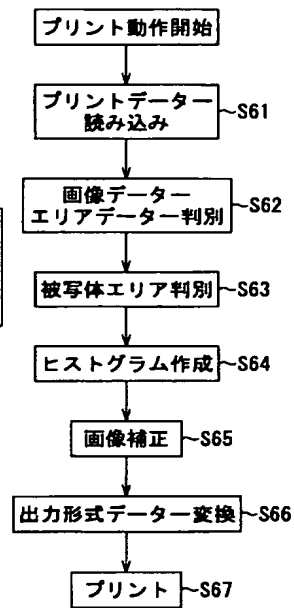 プリント動作開始
プリントデーター
読み込み
S61
画像データー
エリアデーター判別
S62
被写体エリア判別
S63
ヒストグラム作成
S64
画像補正
S65
出力形式データー変換
S66
プリント
S67